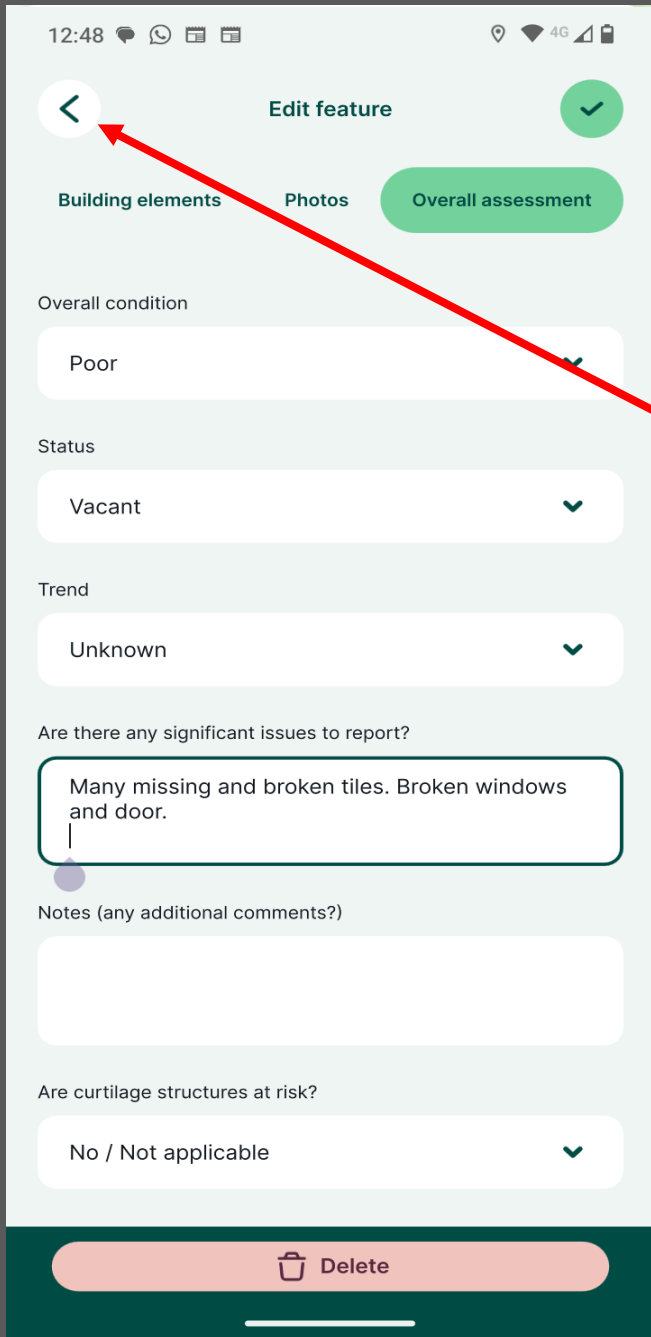 12:48
4G
Edit feature
Building elements Photos Overall assessment
Overall condition
Poor
Status
Vacant
Trend
Unknown
Are there any significant issues to report?
Many missing and broken tiles. Broken windows
and door.
Notes (any additional comments?)
Are curtilage structures at risk?
No / Not applicable
Delete